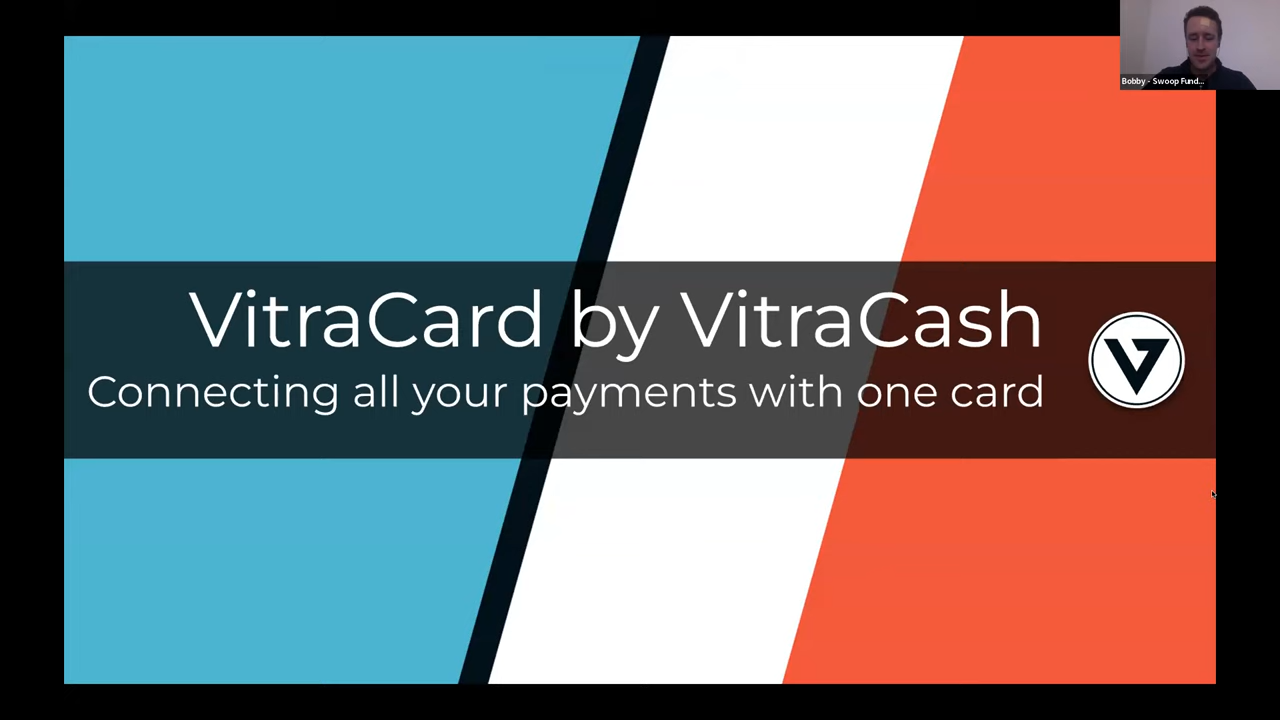 Bobby - Swoop Fund...
VitraCard by VitraCash
Connecting all your payments with one card